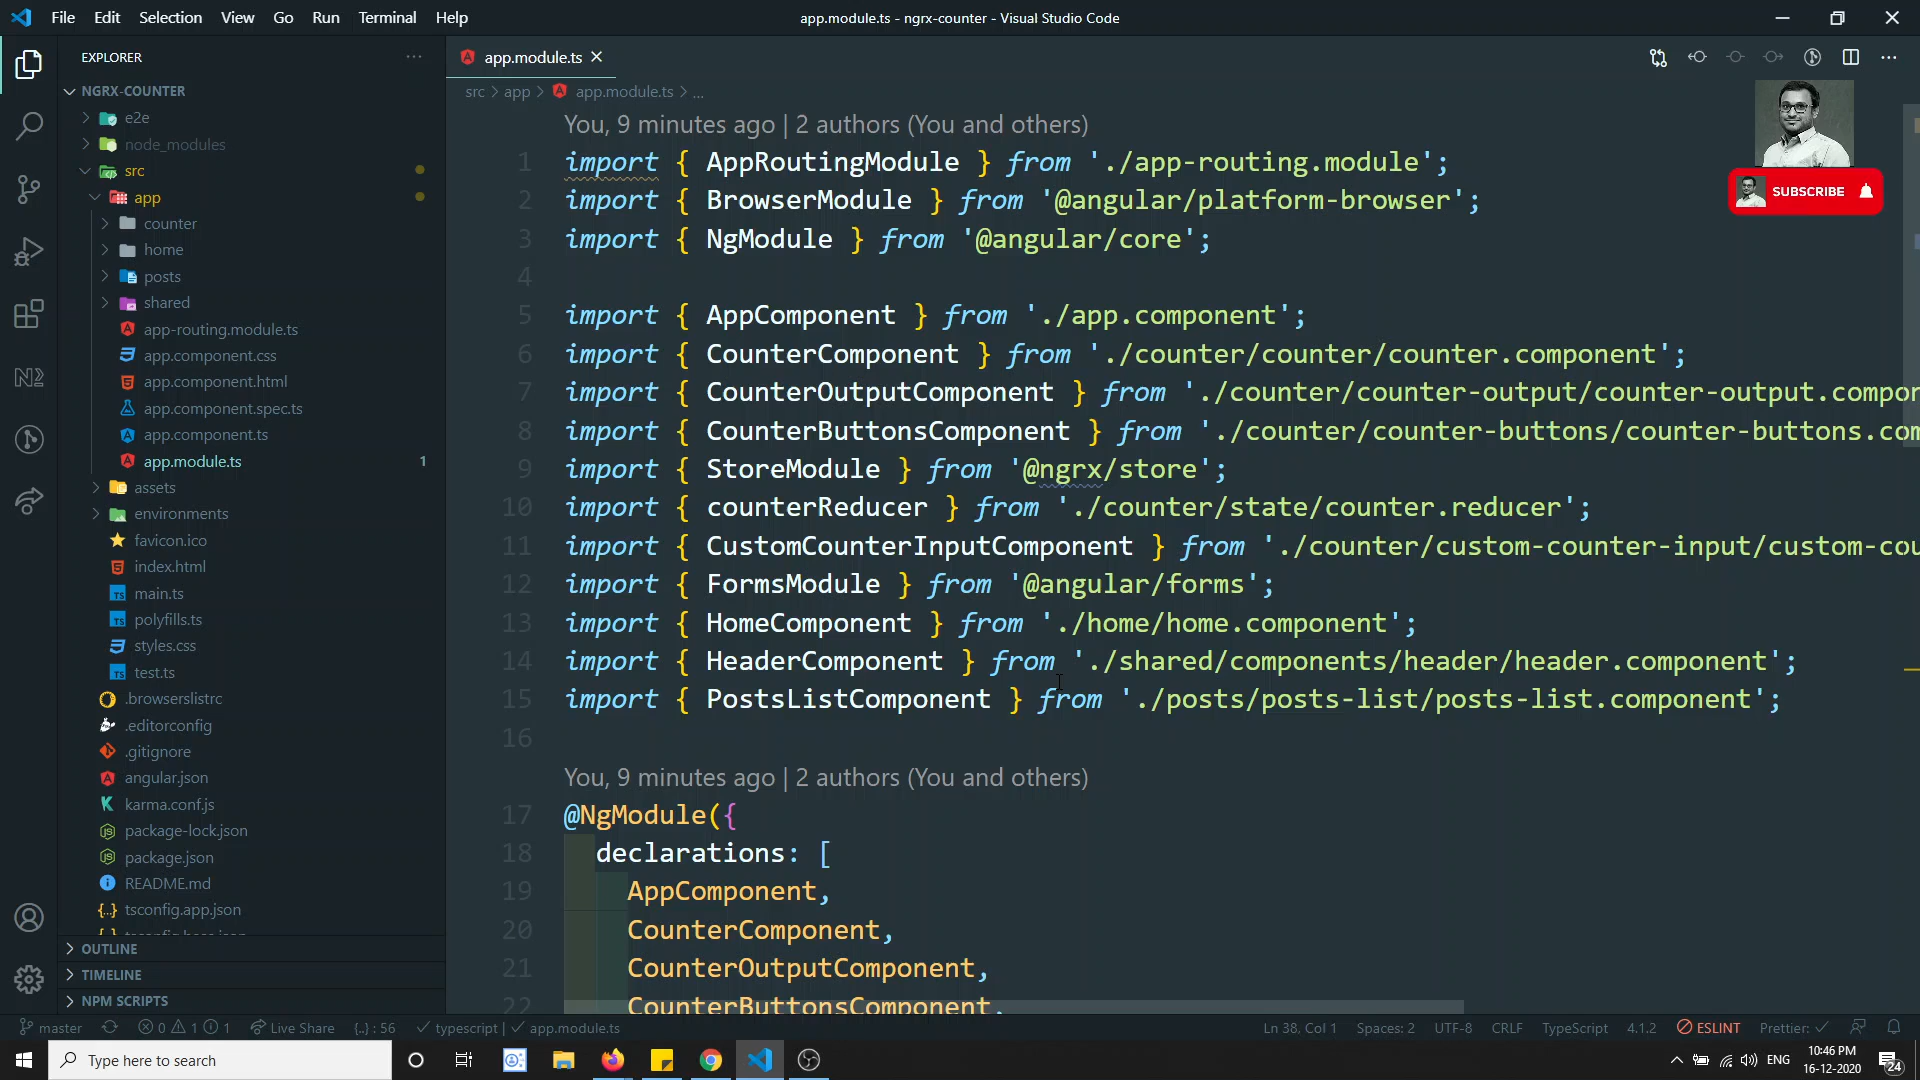 File Edit Selection View Go Run Terminal Help
app.module.ts - ngrx-counter - Visual Studio Code
EXPLORER
NGRX-COUNTER
e2e
node_modules
src
app
counter
home
posts
shared
app-routing.module.ts
app.component.css
app.component.html
app.component.spec.ts
app.component.ts
app.module.ts 1
assets
environments
favicon.ico
index.html
main.ts
polyfills.ts
styles.css
test.ts
.browserslistrc
.editorconfig
.gitignore
angular.json
karma.conf.js
package-lock.json
package.json
README.md
tsconfig.app.json
OUTLINE
TIMELINE
NPM SCRIPTS
app.module.ts
src > app > app.module.ts > ...
SUBSCRIBE
You, 9 minutes ago | 2 authors (You and others)
1 import { AppRoutingModule } from './app-routing.module';
2 import { BrowserModule } from '@angular/platform-browser';
3 import { NgModule } from '@angular/core';
4
5 import { AppComponent } from './app.component';
6 import { CounterComponent } from './counter/counter/counter.component';
7 import { CounterOutputComponent } from './counter/counter-output/counter-output.compon
8 import { CounterButtonsComponent } from './counter/counter-buttons/counter-buttons.com
9 import { StoreModule } from '@ngrx/store';
10 import { counterReducer } from './counter/state/counter.reducer';
11 import { CustomCounterInputComponent } from './counter/custom-counter-input/custom-cou
12 import { FormsModule } from '@angular/forms';
13 import { HomeComponent } from './home/home.component';
14 import { HeaderComponent } from './shared/components/header/header.component';
15 import { PostsListComponent } from './posts/posts-list/posts-list.component';
16
You, 9 minutes ago | 2 authors (You and others)
17 @NgModule({
18 declarations: [
19 AppComponent,
20 CounterComponent,
21 CounterOutputComponent,
22 CounterButtonsComponent,
master 0 1 1 Live Share {..} : 56 typescript | app.module.ts
Ln 38, Col 1 Spaces: 2 UTF-8 CRLF TypeScript 4.1.2 ESLINT Prettier:
Type here to search
ENG
10:46 PM
16-12-2020
24